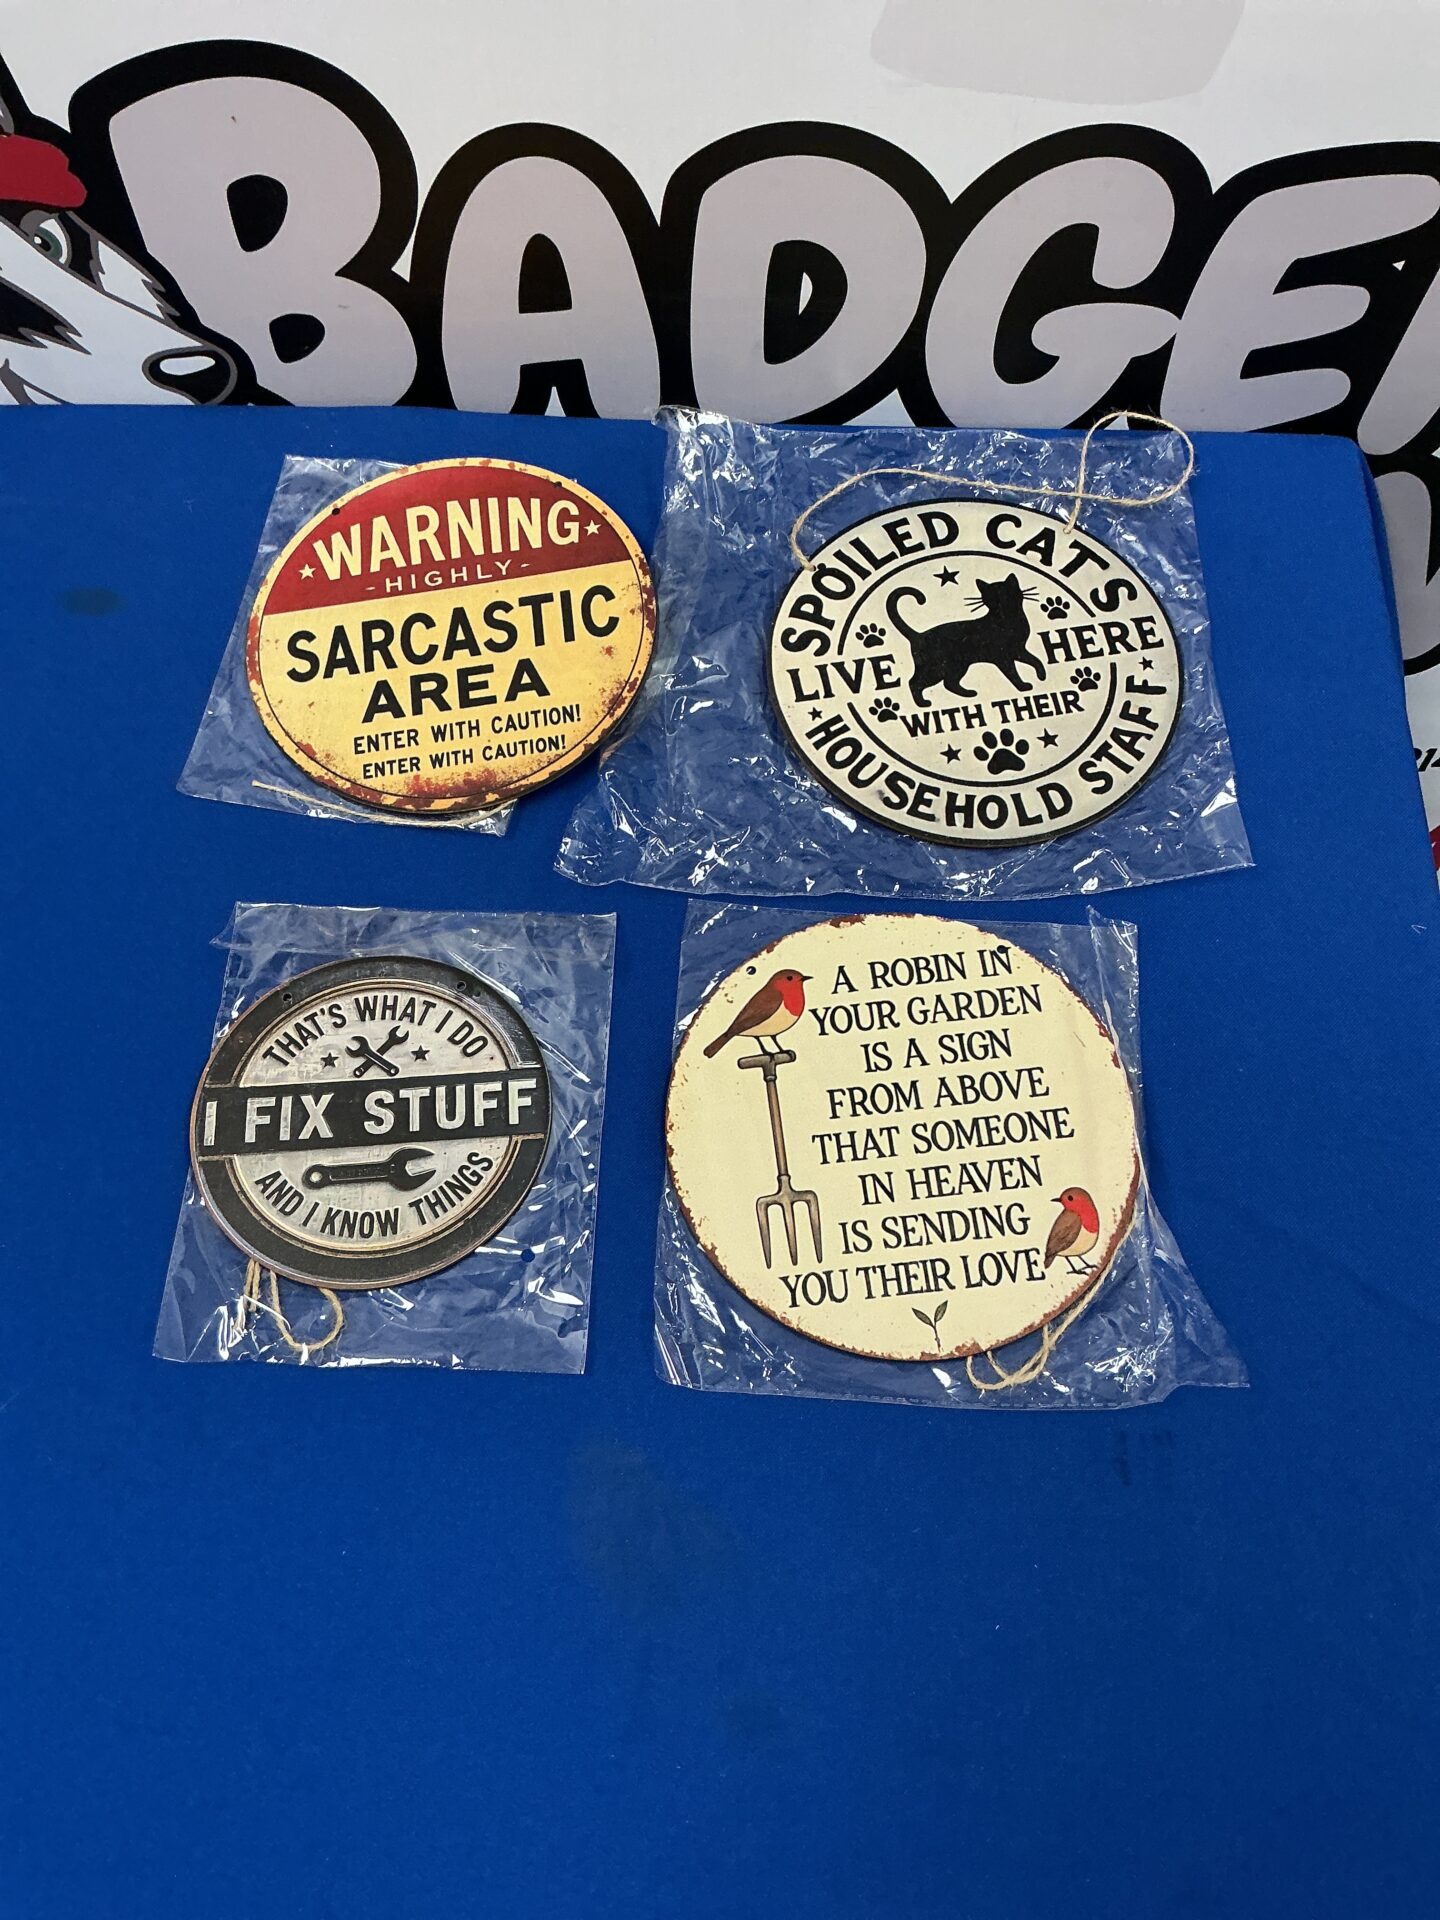 BADGE
WARNING
-HIGHLY-
SARCASTIC
AREA
ENTER WITH CAUTION!
ENTER WITH CAUTION!
SPOILED CATS
LIVE HERE
WITH THEIR
HOUSEHOLD STAFF
THAT'S WHAT I DO
I FIX STUFF
AND I KNOW THINGS
A ROBIN IN
YOUR GARDEN
IS A SIGN
FROM ABOVE
THAT SOMEONE
IN HEAVEN
IS SENDING
YOU THEIR LOVE